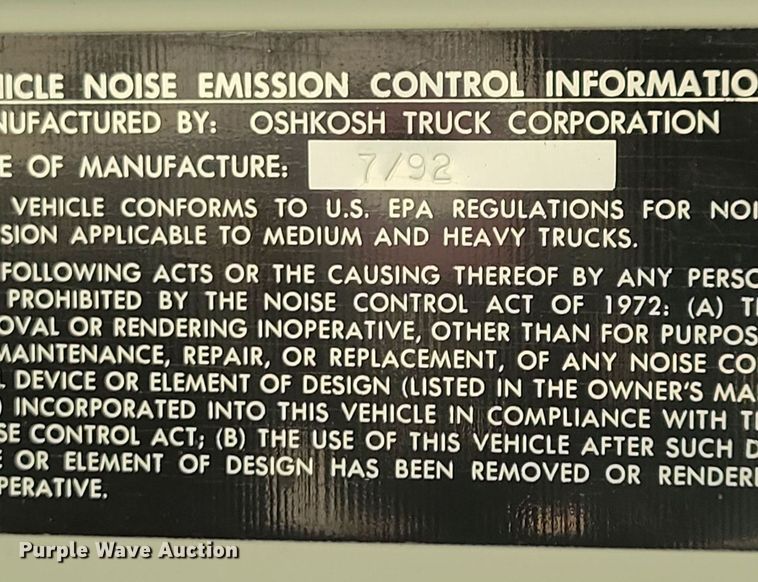 HICLE NOISE EMISSION CONTROL INFORMATIO
NUFACTURED BY: OSHKOSH TRUCK CORPORATION
E OF MANUFACTURE: 7/92
VEHICLE CONFORMS TO U.S. EPA REGULATIONS FOR NOI
SION APPLICABLE TO MEDIUM AND HEAVY TRUCKS.
FOLLOWING ACTS OR THE CAUSING THEREOF BY ANY PERSO
PROHIBITED BY THE NOISE CONTROL ACT OF 1972: (A) TH
OVAL OR RENDERING INOPERATIVE, OTHER THAN FOR PURPOS
MAINTENANCE, REPAIR, OR REPLACEMENT, OF ANY NOISE CO
L DEVICE OR ELEMENT OF DESIGN (LISTED IN THE OWNER'S MA
) INCORPORATED INTO THIS VEHICLE IN COMPLIANCE WITH T
SE CONTROL ACT; (B) THE USE OF THIS VEHICLE AFTER SUCH D
E OR ELEMENT OF DESIGN HAS BEEN REMOVED OR RENDERE
PERATIVE.
Purple Wave Auction